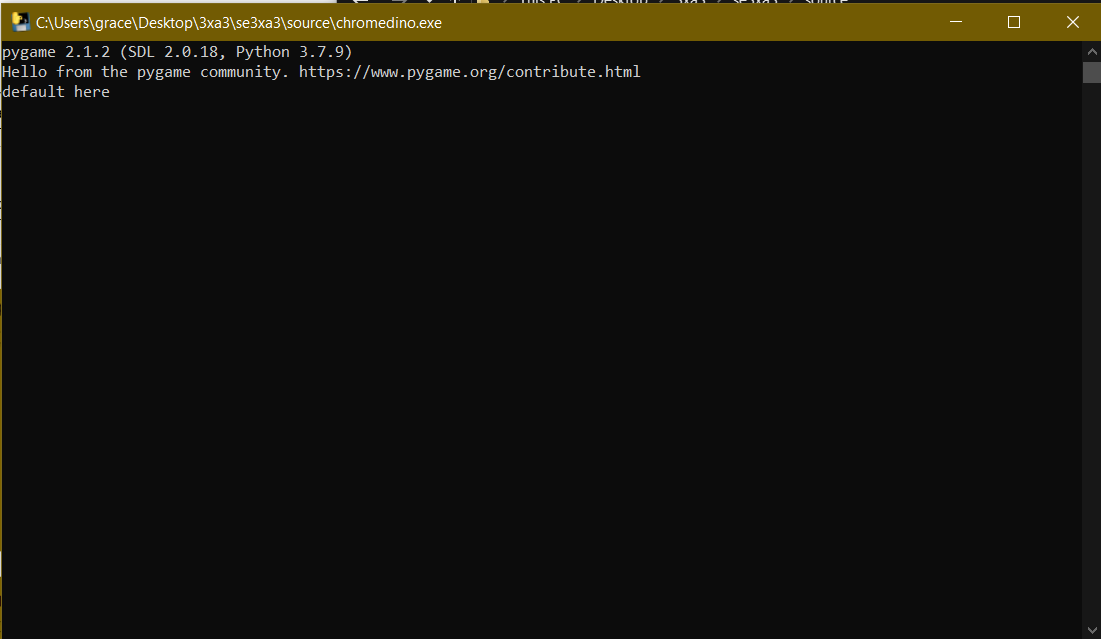 C:\Users\grace\Desktop\3xa3\se3xa3\source\chromedino.exe
pygame 2.1.2 (SDL 2.0.18, Python 3.7.9)
Hello from the pygame community. https://www.pygame.org/contribute.html
default here